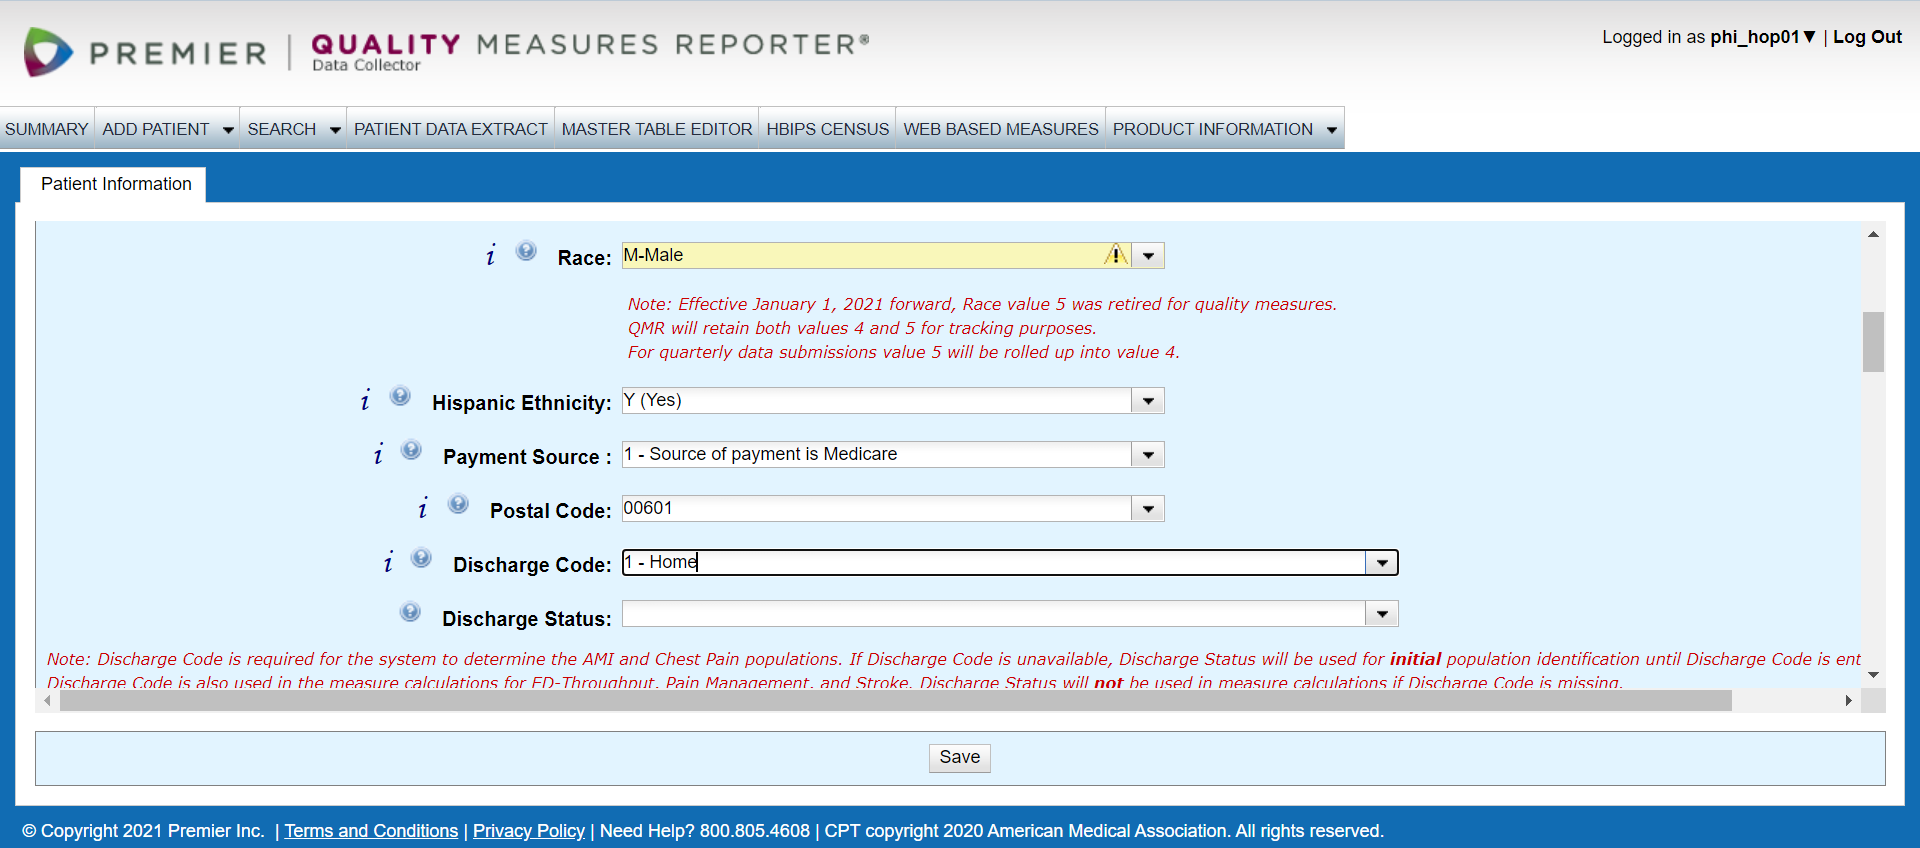 PREMIER | QUALITY MEASURES REPORTER®
Data Collector
Logged in as phi_hop01▼ | Log Out
SUMMARY ADD PATIENT SEARCH PATIENT DATA EXTRACT MASTER TABLE EDITOR HBIPS CENSUS WEB BASED MEASURES PRODUCT INFORMATION
Patient Information
i ? Race: M-Male
Note: Effective January 1, 2021 forward, Race value 5 was retired for quality measures.
QMR will retain both values 4 and 5 for tracking purposes.
For quarterly data submissions value 5 will be rolled up into value 4.
i ? Hispanic Ethnicity: Y (Yes)
i ? Payment Source : 1 - Source of payment is Medicare
i ? Postal Code: 00601
i ? Discharge Code: 1 - Home
? Discharge Status:
Note: Discharge Code is required for the system to determine the AMI and Chest Pain populations. If Discharge Code is unavailable, Discharge Status will be used for initial population identification until Discharge Code is ent
Discharge Code is also used in the measure calculations for ED-Throughput, Pain Management, and Stroke. Discharge Status will not be used in measure calculations if Discharge Code is missing.
Save
© Copyright 2021 Premier Inc. | Terms and Conditions | Privacy Policy | Need Help? 800.805.4608 | CPT copyright 2020 American Medical Association. All rights reserved.